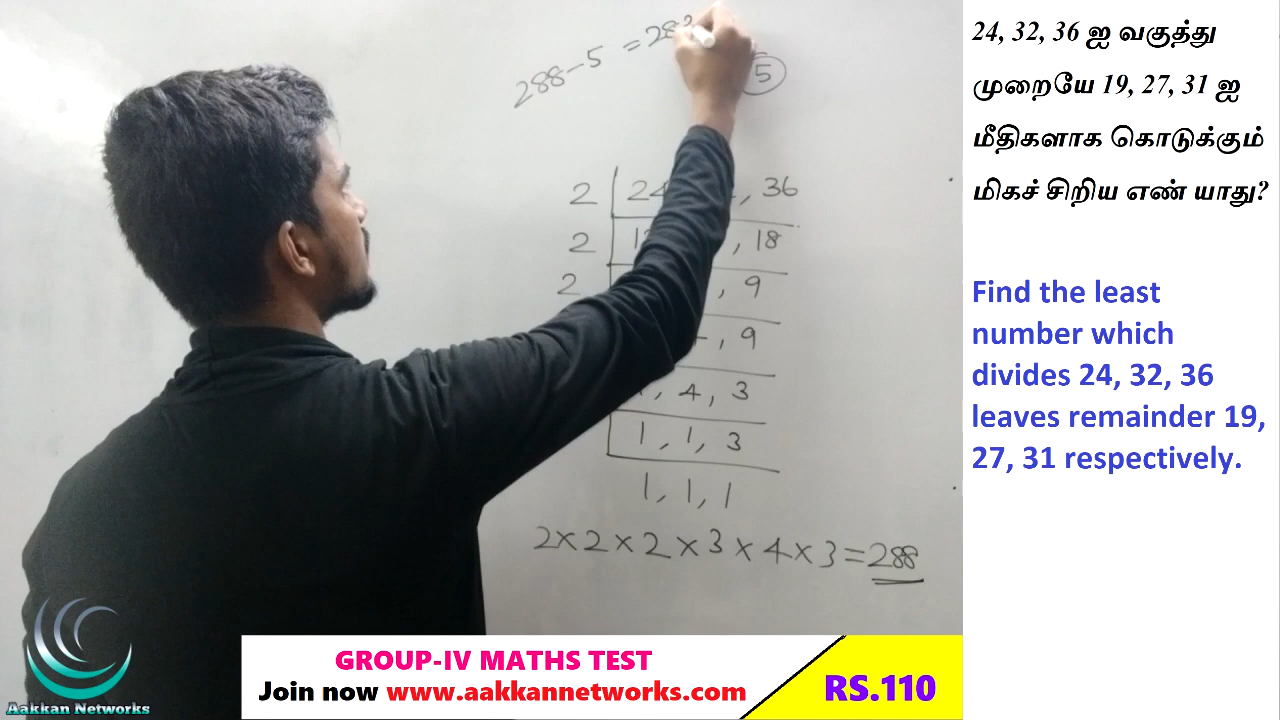 288-5 = 28
5
2 36
2 18
2 , 9
, 9
, 4, 3
1, 1, 3
1, 1, 1
2×2×2×3×4×3=288
24, 32, 36 ஐ வகுத்து
முறையே 19, 27, 31 ஐ
மீதிகளாக கொடுக்கும்
மிகச் சிறிய எண் யாது?
Find the least
number which
divides 24, 32, 36
leaves remainder 19,
27, 31 respectively.
GROUP-IV MATHS TEST
Join now www.aakkannetworks.com
RS.110
Aakkan Networks